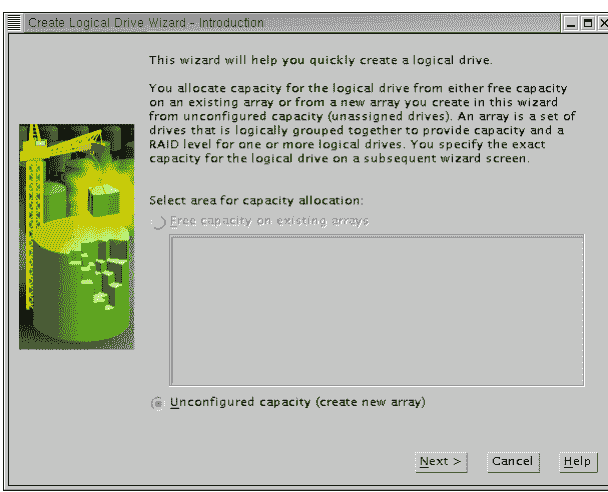 Create Logical Drive Wizard - Introduction
This wizard will help you quickly create a logical drive.
You allocate capacity for the logical drive from either free capacity
on an existing array or from a new array you create in this wizard
from unconfigured capacity (unassigned drives). An array is a set of
drives that is logically grouped together to provide capacity and a
RAID level for one or more logical drives. You specify the exact
capacity for the logical drive on a subsequent wizard screen.
Select area for capacity allocation:
Free capacity on existing arrays
Unconfigured capacity (create new array)
Next > Cancel Help